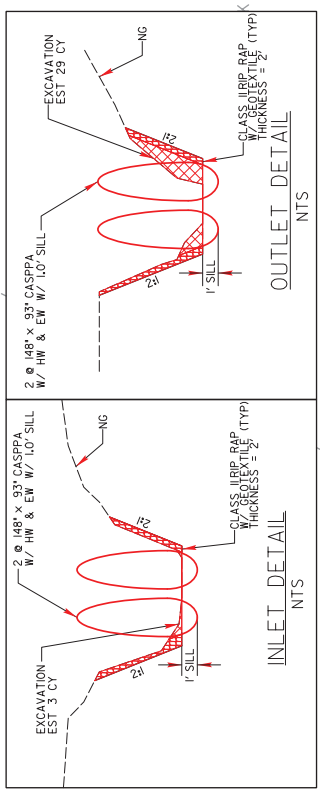 2 @ 148" x 93" CASPPA
W/ HW & EW W/ 1.0' SILL
NG
EXCAVATION
EST 3 CY
2:1
2:1
1' SILL
CLASS II RIP RAP
W/ GEOTEXTILE (TYP)
THICKNESS = 2'
INLET DETAIL
NTS
2 @ 148" x 93" CASPPA
W/ HW & EW W/ 1.0' SILL
EXCAVATION
EST 29 CY
NG
2:1
2:1
1' SILL
CLASS II RIP RAP
W/ GEOTEXTILE (TYP)
THICKNESS = 2'
OUTLET DETAIL
NTS